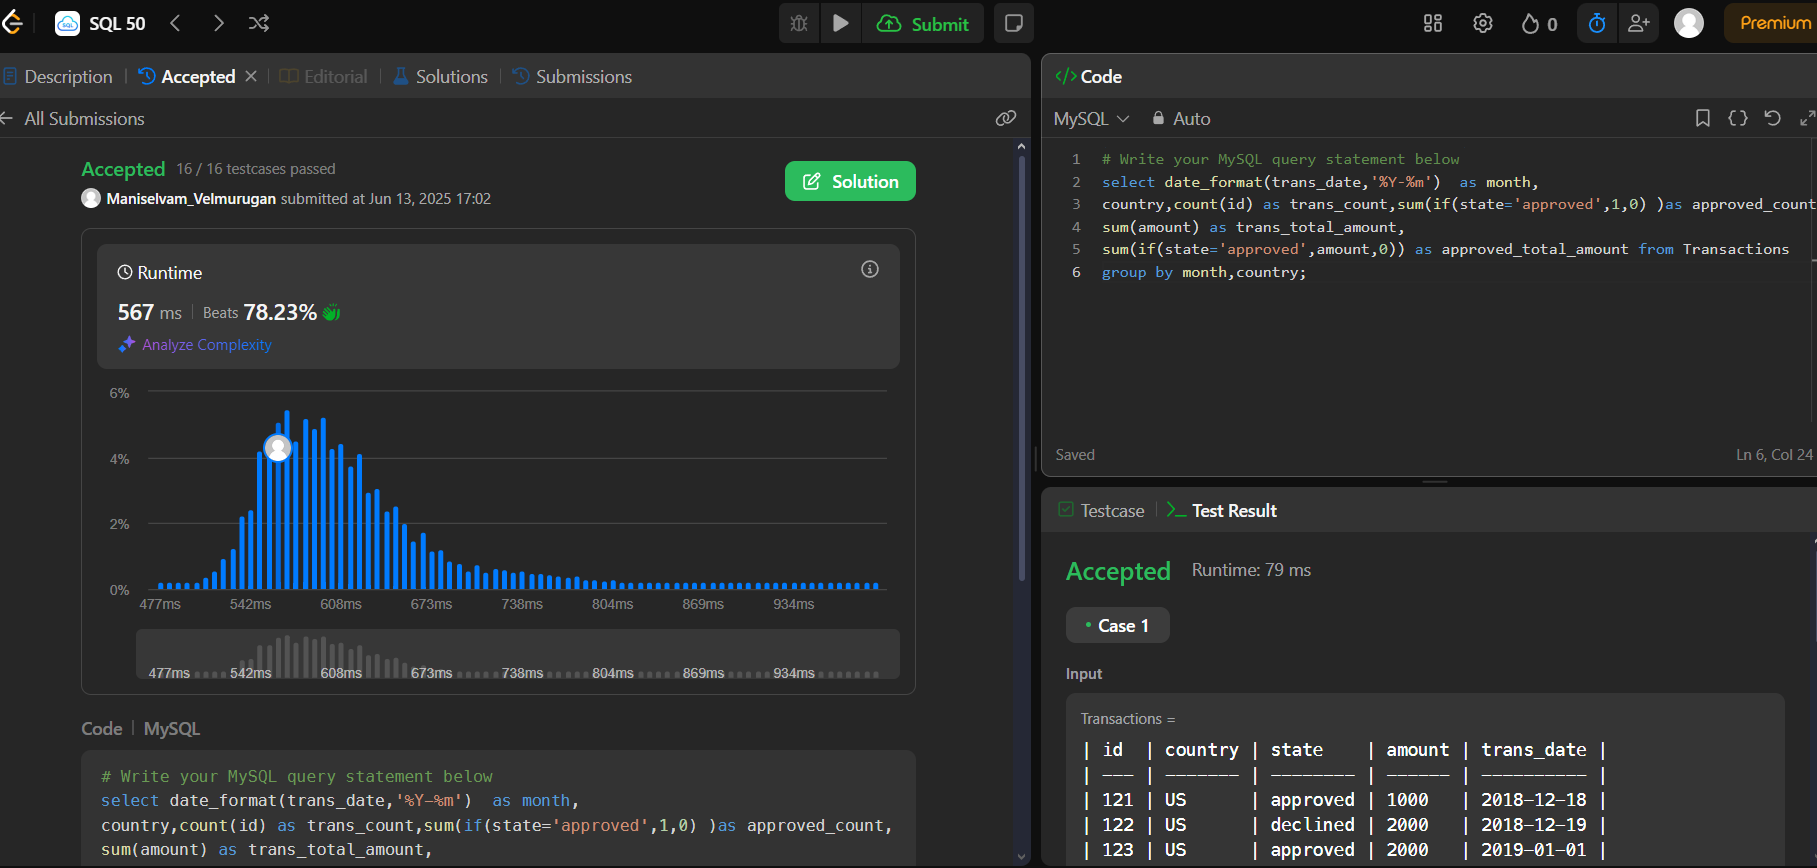 SQL 50
Submit
0
Premium
Description
Accepted
Editorial
Solutions
Submissions
All Submissions
Accepted 16 / 16 testcases passed
Maniselvam_Velmurugan submitted at Jun 13, 2025 17:02
Solution
Runtime
567 ms Beats 78.23%
Analyze Complexity
6%
4%
2%
0%
477ms 542ms 608ms 673ms 738ms 804ms 869ms 934ms
477ms 542ms 608ms 673ms 738ms 804ms 869ms 934ms
Code | MySQL
# Write your MySQL query statement below
select date_format(trans_date,'%Y-%m')  as month,
country,count(id) as trans_count,sum(if(state='approved',1,0) )as approved_count,
sum(amount) as trans_total_amount,
</> Code
MySQL
Auto
1 # Write your MySQL query statement below
2 select date_format(trans_date,'%Y-%m')  as month,
3 country,count(id) as trans_count,sum(if(state='approved',1,0) )as approved_count
4 sum(amount) as trans_total_amount,
5 sum(if(state='approved',amount,0)) as approved_total_amount from Transactions
6 group by month,country;
Saved
Ln 6, Col 24
Testcase
Test Result
Accepted Runtime: 79 ms
• Case 1
Input
Transactions =
| id  | country | state    | amount | trans_date |
| --- | ------- | -------- | ------ | ---------- |
| 121 | US      | approved | 1000   | 2018-12-18 |
| 122 | US      | declined | 2000   | 2018-12-19 |
| 123 | US      | approved | 2000   | 2019-01-01 |